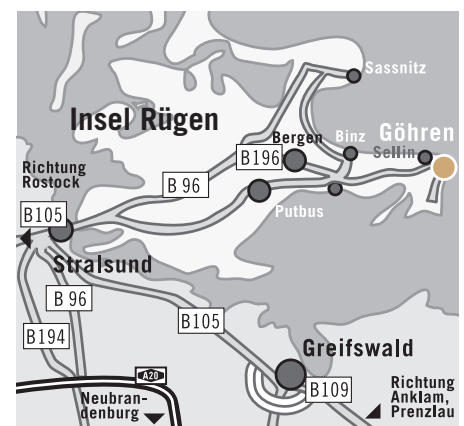 Sassnitz
Insel Rügen
Göhren
Bergen
Binz
B196
Sellin
Richtung
Rostock
B 96
B105
Putbus
Stralsund
B 96
B105
B194
Greifswald
A20
B109
Neubran-
denburg
Richtung
Anklam,
Prenzlau